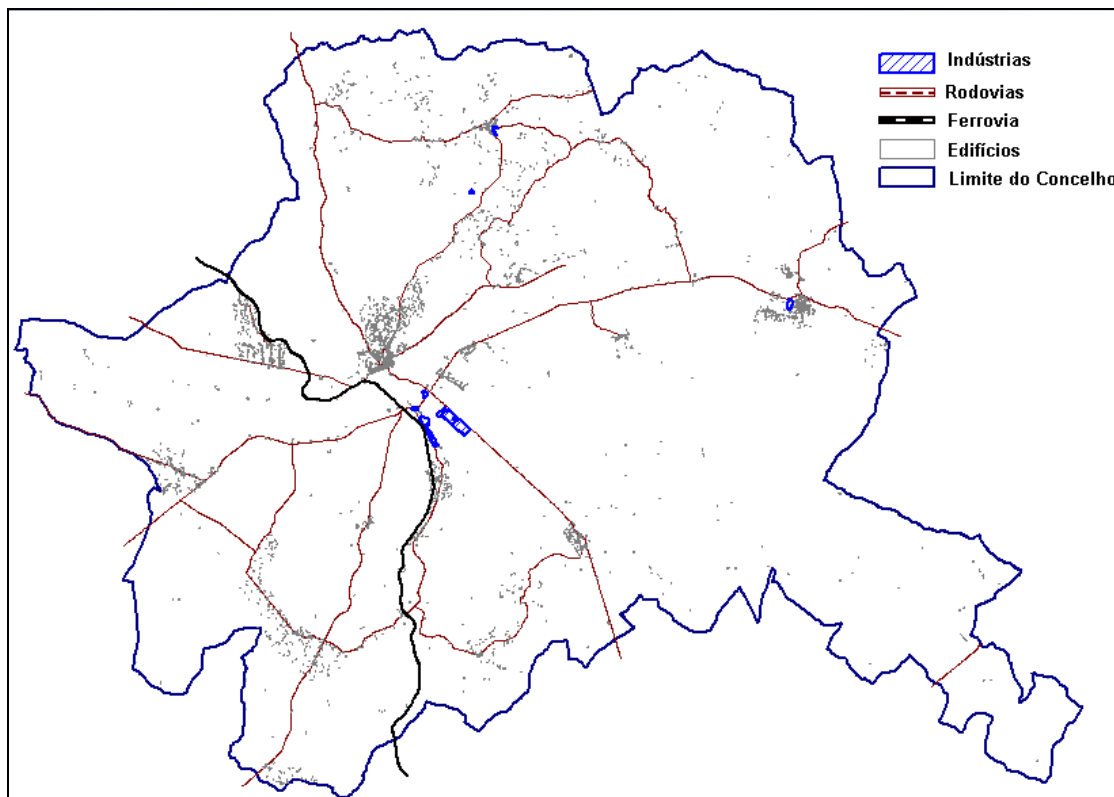 Indústrias
Rodovias
Ferrovia
Edifícios
Limite do Concelho